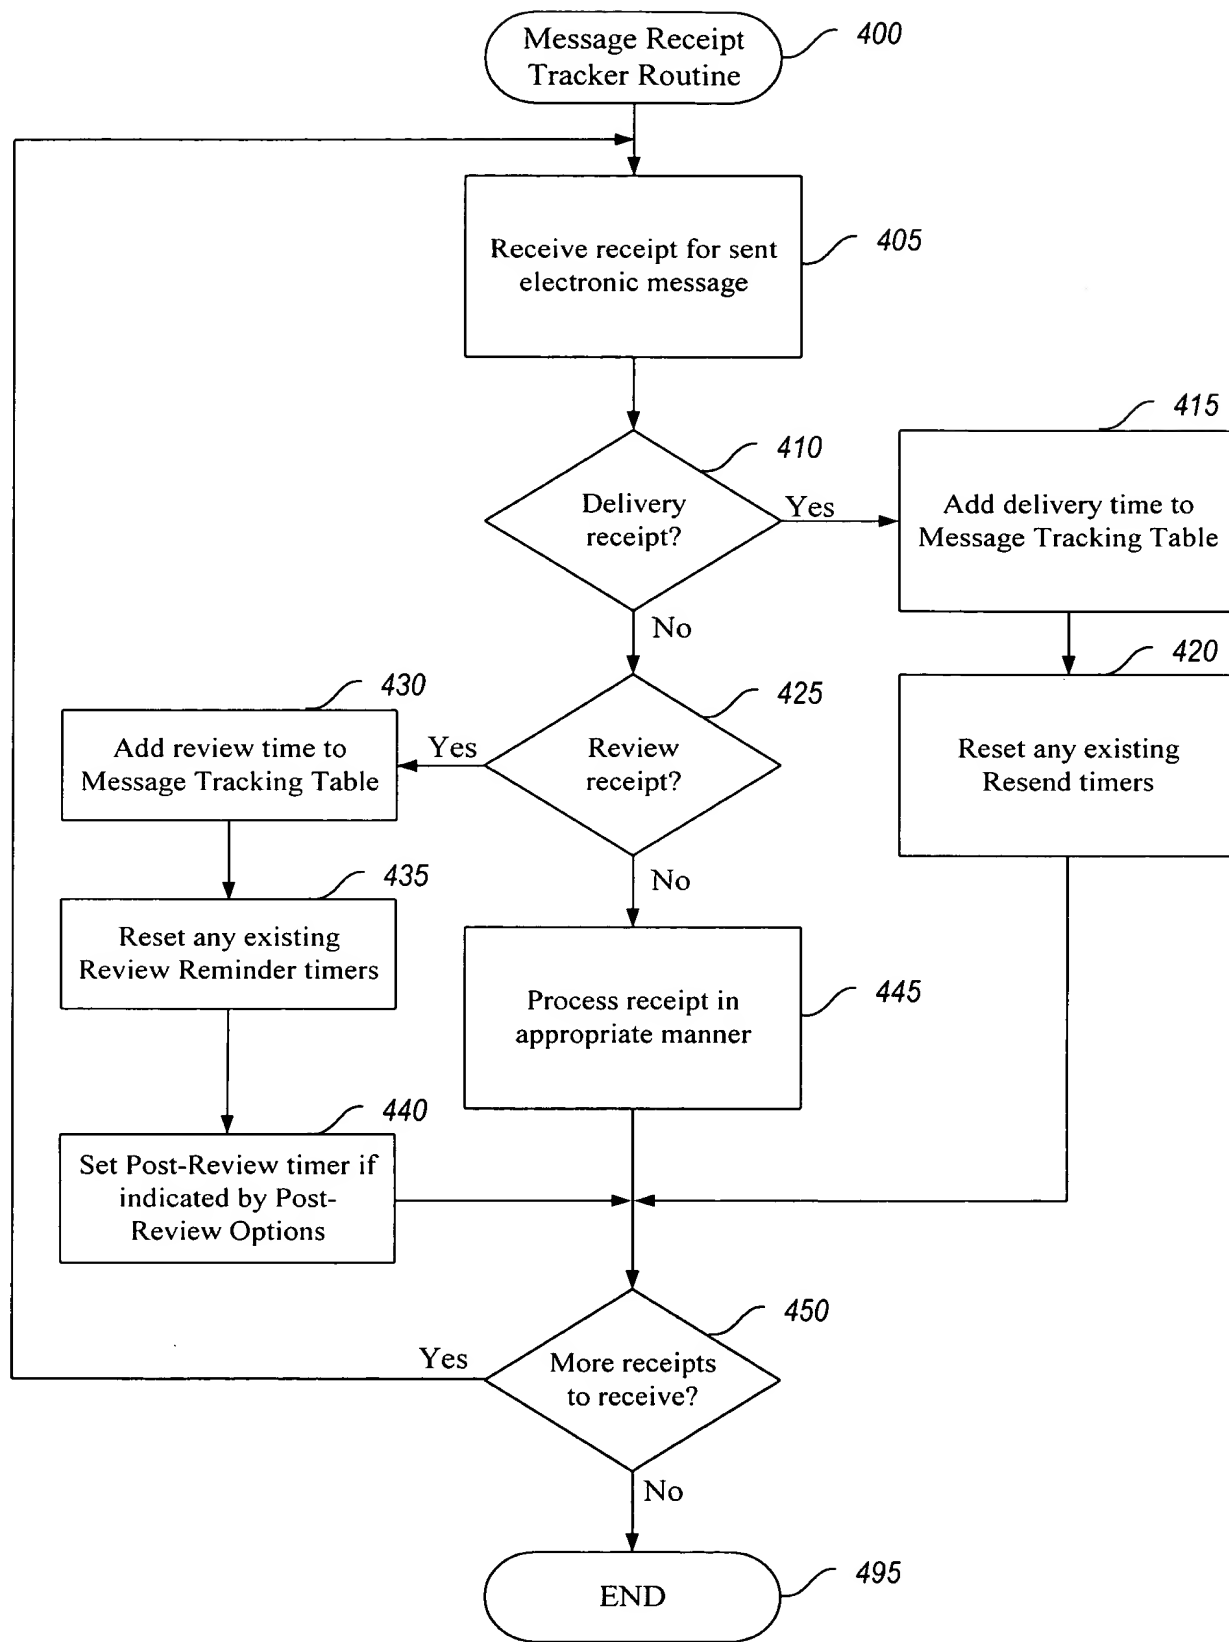 Message Receipt
Tracker Routine
400
Receive receipt for sent
electronic message
405
Delivery
receipt?
410
Yes
No
Add delivery time to
Message Tracking Table
415
Reset any existing
Resend timers
420
Review
receipt?
425
Yes
No
Add review time to
Message Tracking Table
430
Reset any existing
Review Reminder timers
435
Set Post-Review timer if
indicated by Post-
Review Options
440
Process receipt in
appropriate manner
445
More receipts
to receive?
450
Yes
No
END
495